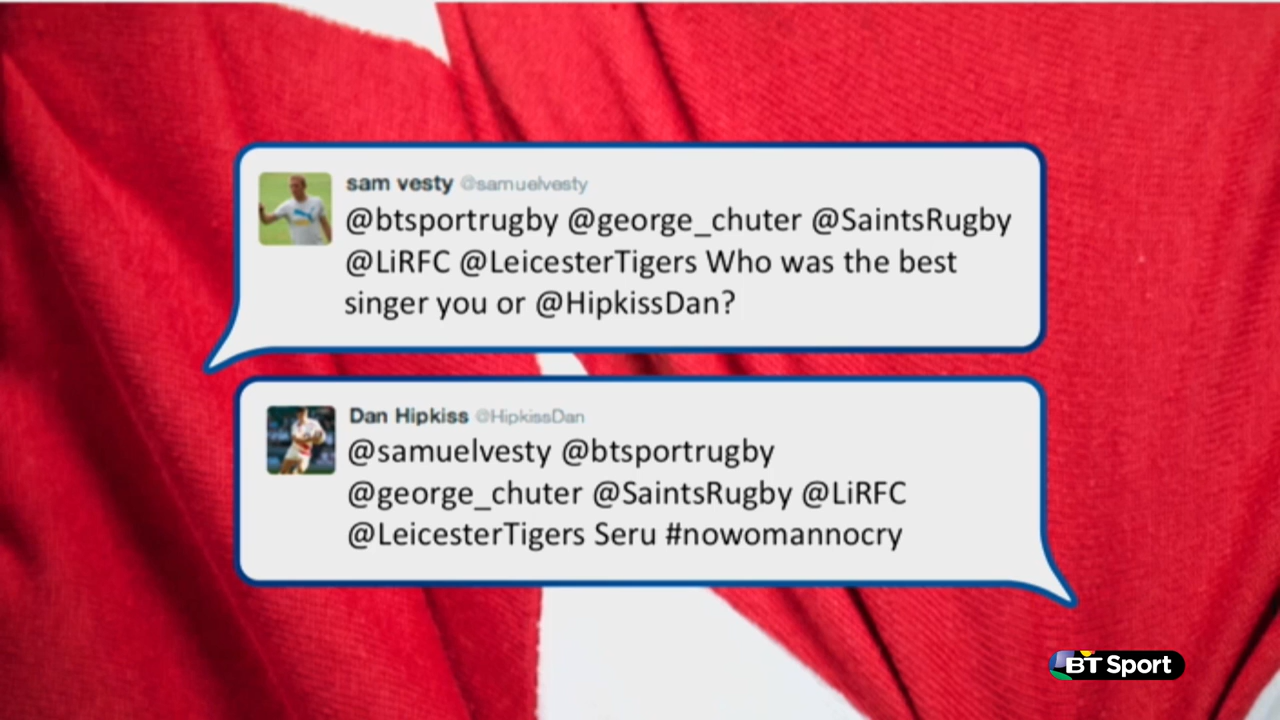 sam vesty @samuelvesty
@btsportrugby @george_chuter @SaintsRugby
@LiRFC @LeicesterTigers Who was the best
singer you or @HipkissDan?
Dan Hipkiss @HipkissDan
@samuelvesty @btsportrugby
@george_chuter @SaintsRugby @LiRFC
@LeicesterTigers Seru #nowomannocry
BT Sport